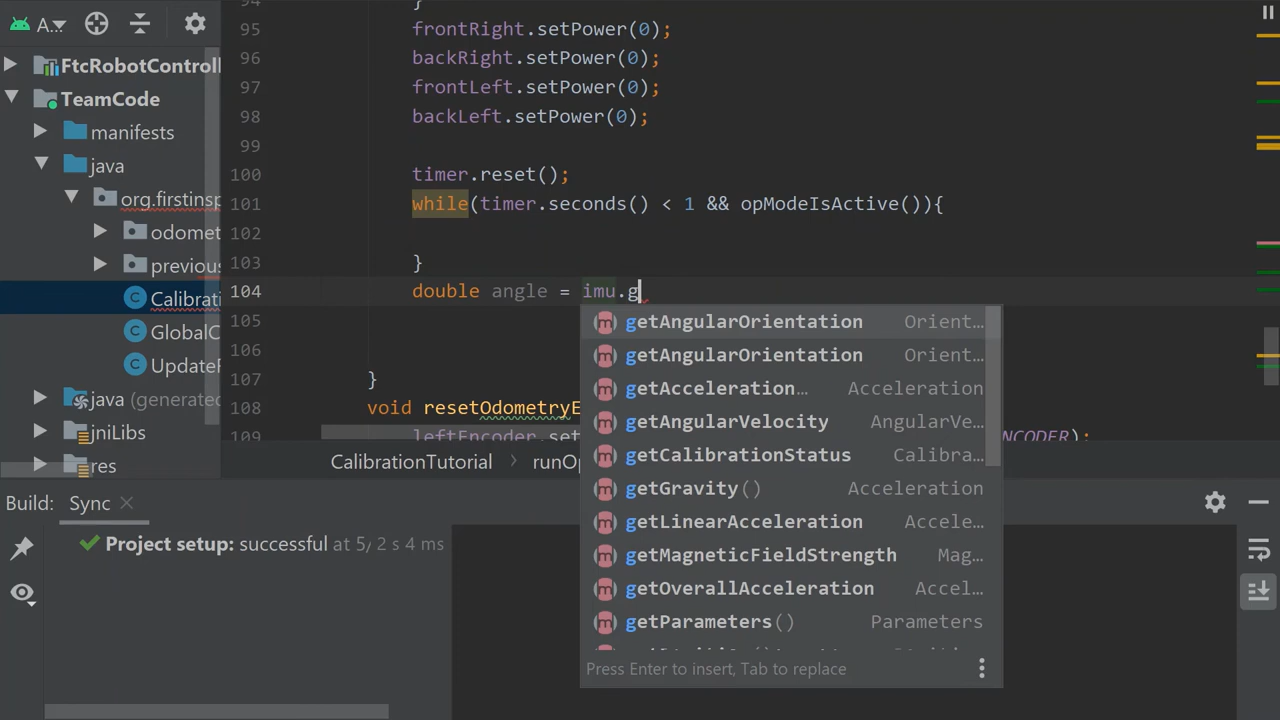 A...
FtcRobotControll
TeamCode
manifests
java
org.firstinsp
odomet
previous
Calibrati
GlobalC
UpdateF
java (generated
jniLibs
res
94 }
95 frontRight.setPower(0);
96 backRight.setPower(0);
97 frontLeft.setPower(0);
98 backLeft.setPower(0);
99
100 timer.reset();
101 while(timer.seconds() < 1 && opModeIsActive()){
102
103 }
104 double angle = imu.g
105
106
107 }
108 void resetOdometryE
109 leftEncoder.set NCODER);
getAngularOrientation Orient...
getAngularOrientation Orient...
getAcceleration... Acceleration
getAngularVelocity AngularVe...
getCalibrationStatus Calibra...
getGravity() Acceleration
getLinearAcceleration Accele...
getMagneticFieldStrength Mag...
getOverallAcceleration Accel...
getParameters() Parameters
Press Enter to insert, Tab to replace
CalibrationTutorial > runOp
Build: Sync
Project setup: successful at 5/ 2 s 4 ms